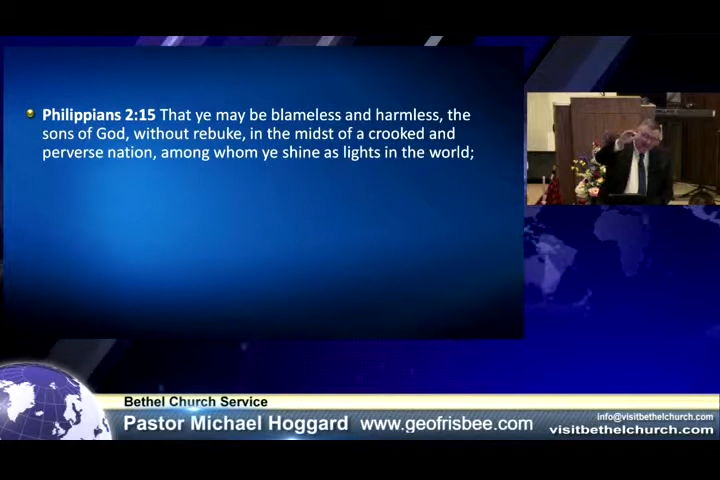 Philippians 2:15 That ye may be blameless and harmless, the
sons of God, without rebuke, in the midst of a crooked and
perverse nation, among whom ye shine as lights in the world;
Bethel Church Service
Pastor Michael Hoggard www.geofrisbee.com
info@visitbethelchurch.com
visitbethelchurch.com